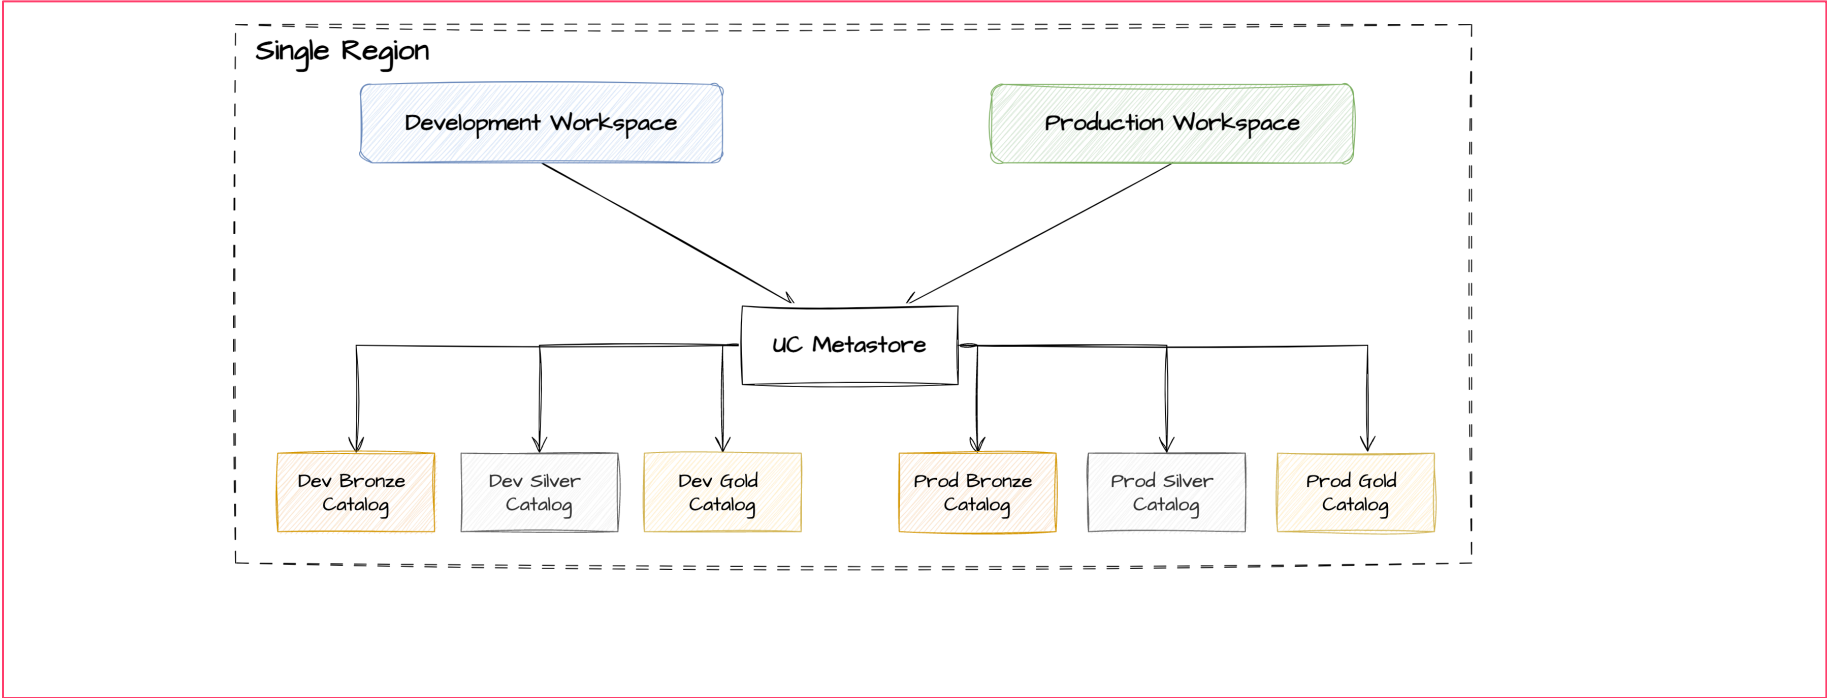 Single Region
Development Workspace
Production Workspace
UC Metastore
Dev Bronze
Catalog
Dev Silver
Catalog
Dev Gold
Catalog
Prod Bronze
Catalog
Prod Silver
Catalog
Prod Gold
Catalog